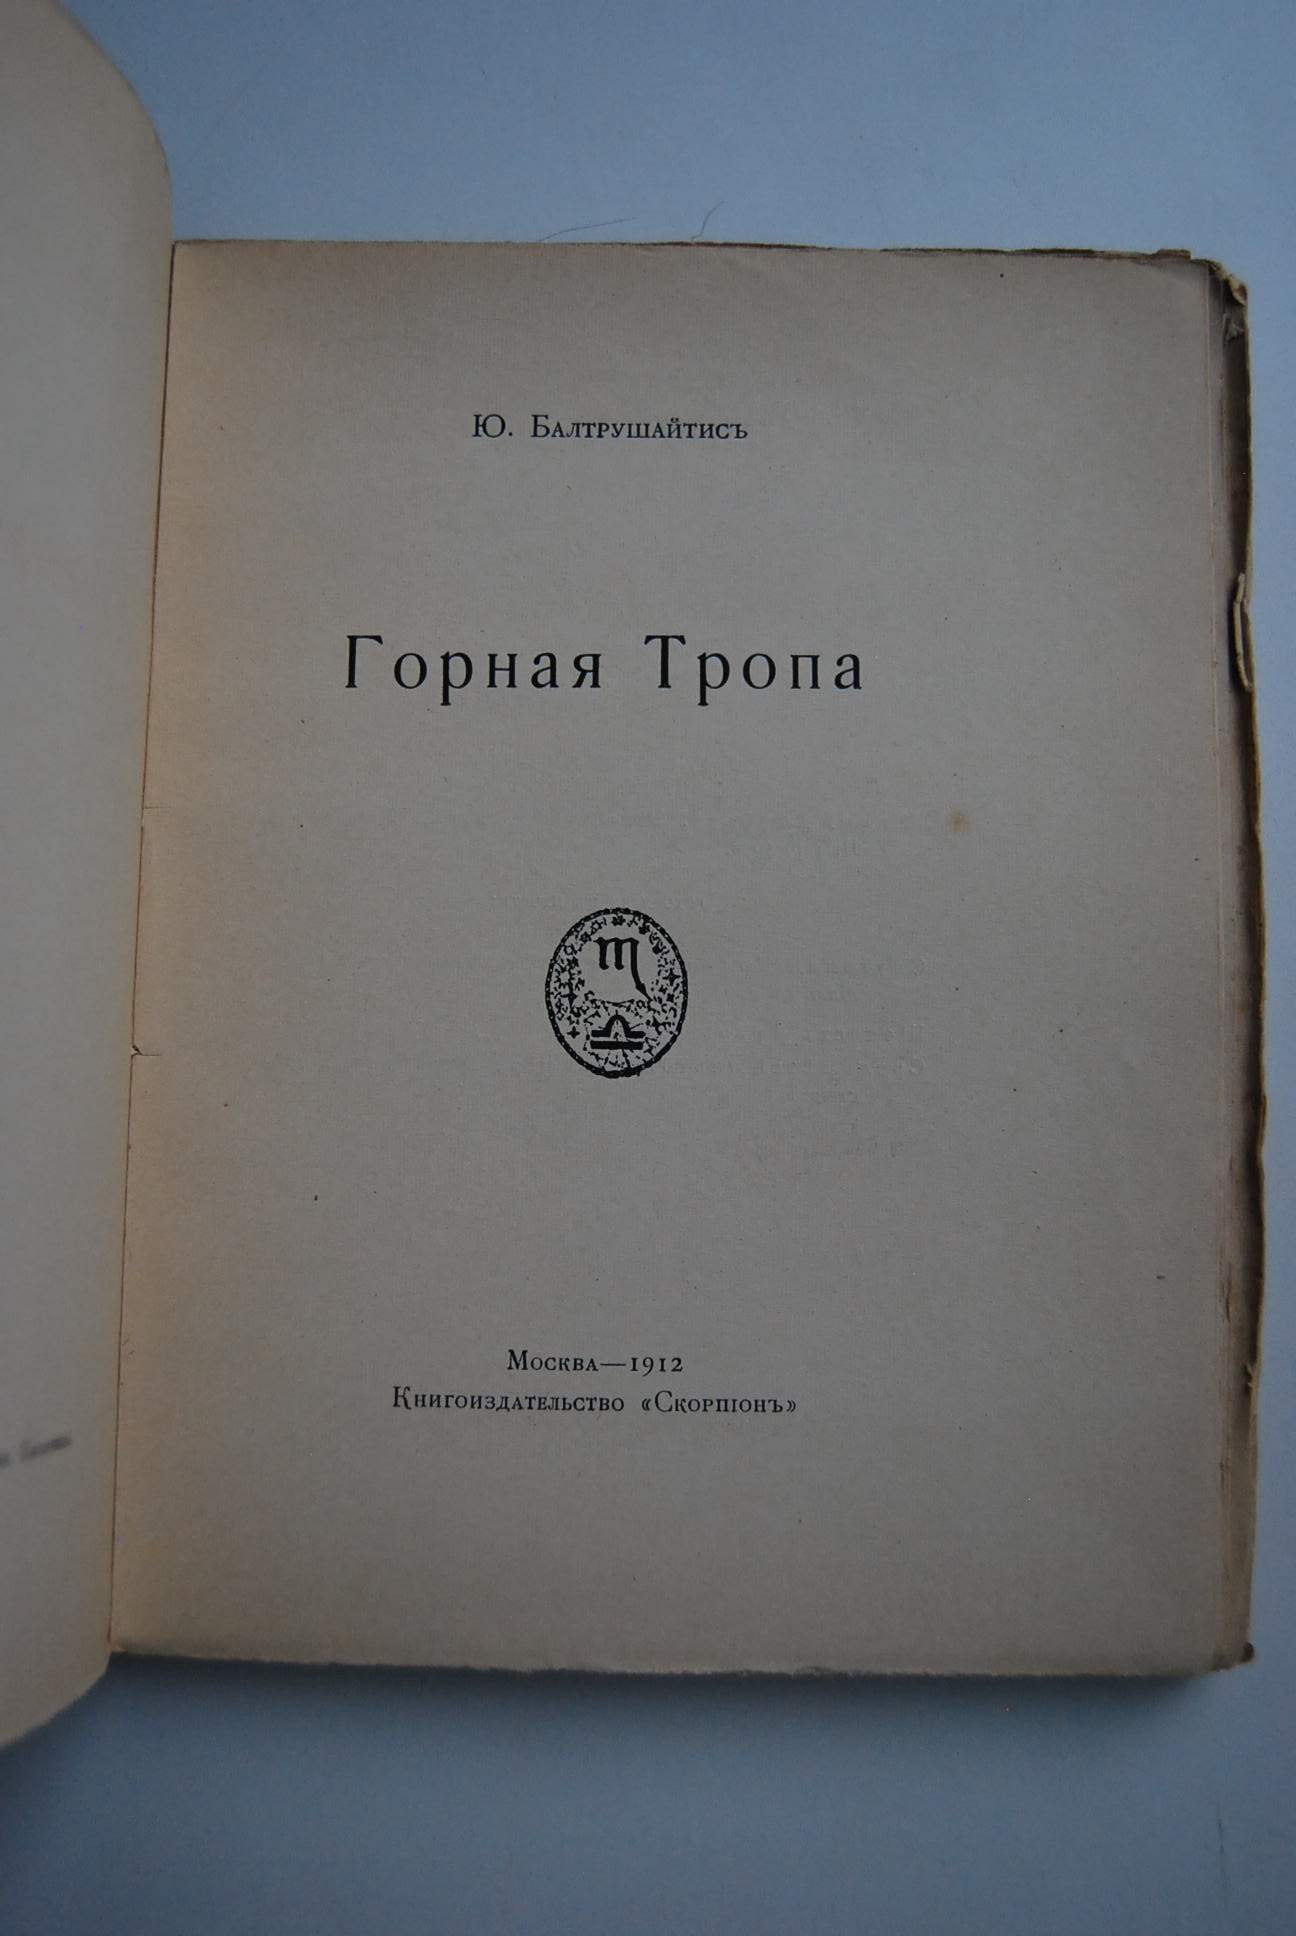 Ю. Балтрушайтисъ
Горная Тропа
Москва—1912
Книгоиздательство «Скорпіонъ»